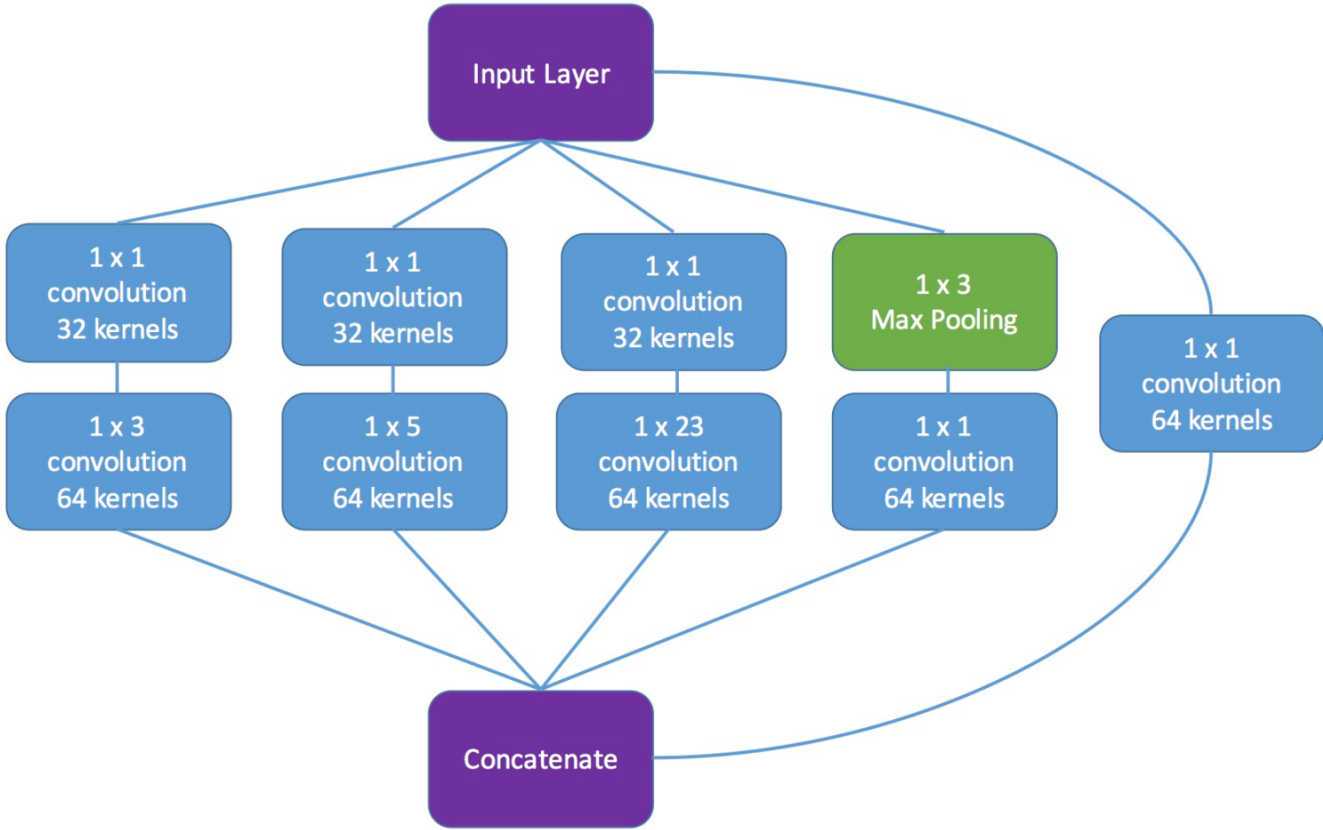 Input Layer
1 x 1
convolution
32 kernels
1 x 1
convolution
32 kernels
1 x 1
convolution
32 kernels
1 x 3
Max Pooling
1 x 1
convolution
64 kernels
1 x 3
convolution
64 kernels
1 x 5
convolution
64 kernels
1 x 23
convolution
64 kernels
1 x 1
convolution
64 kernels
Concatenate